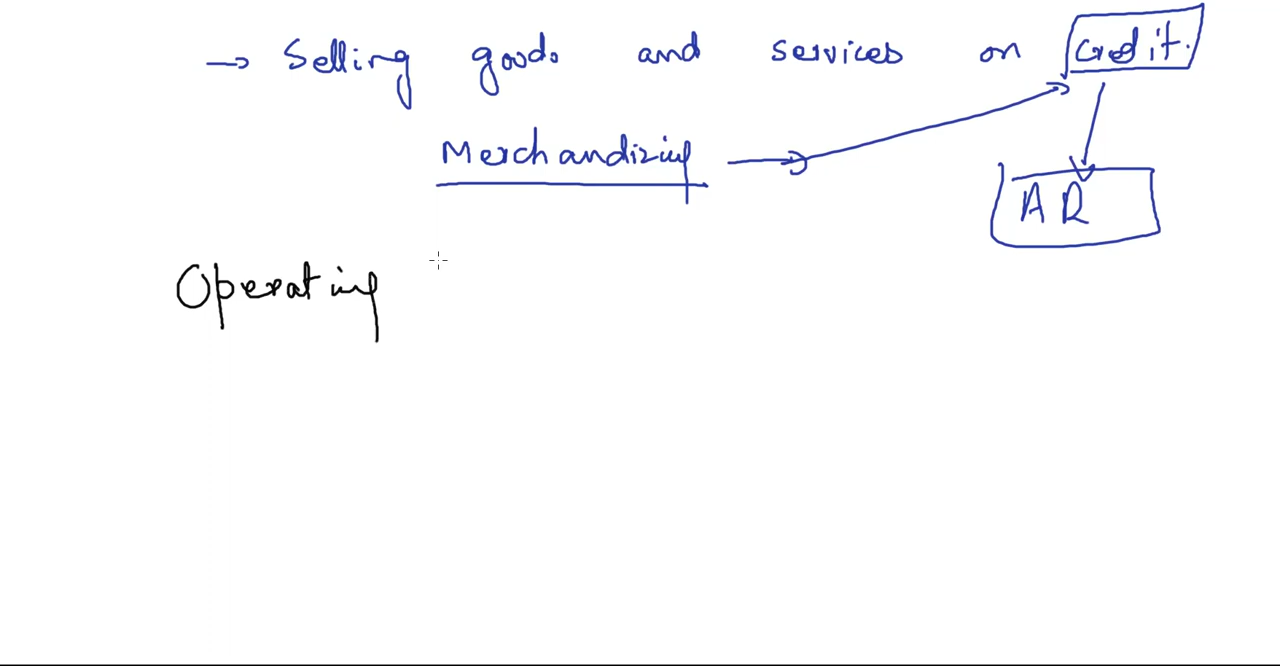 → Selling goods and services on credit.
Merchandizing →
AR
Operating